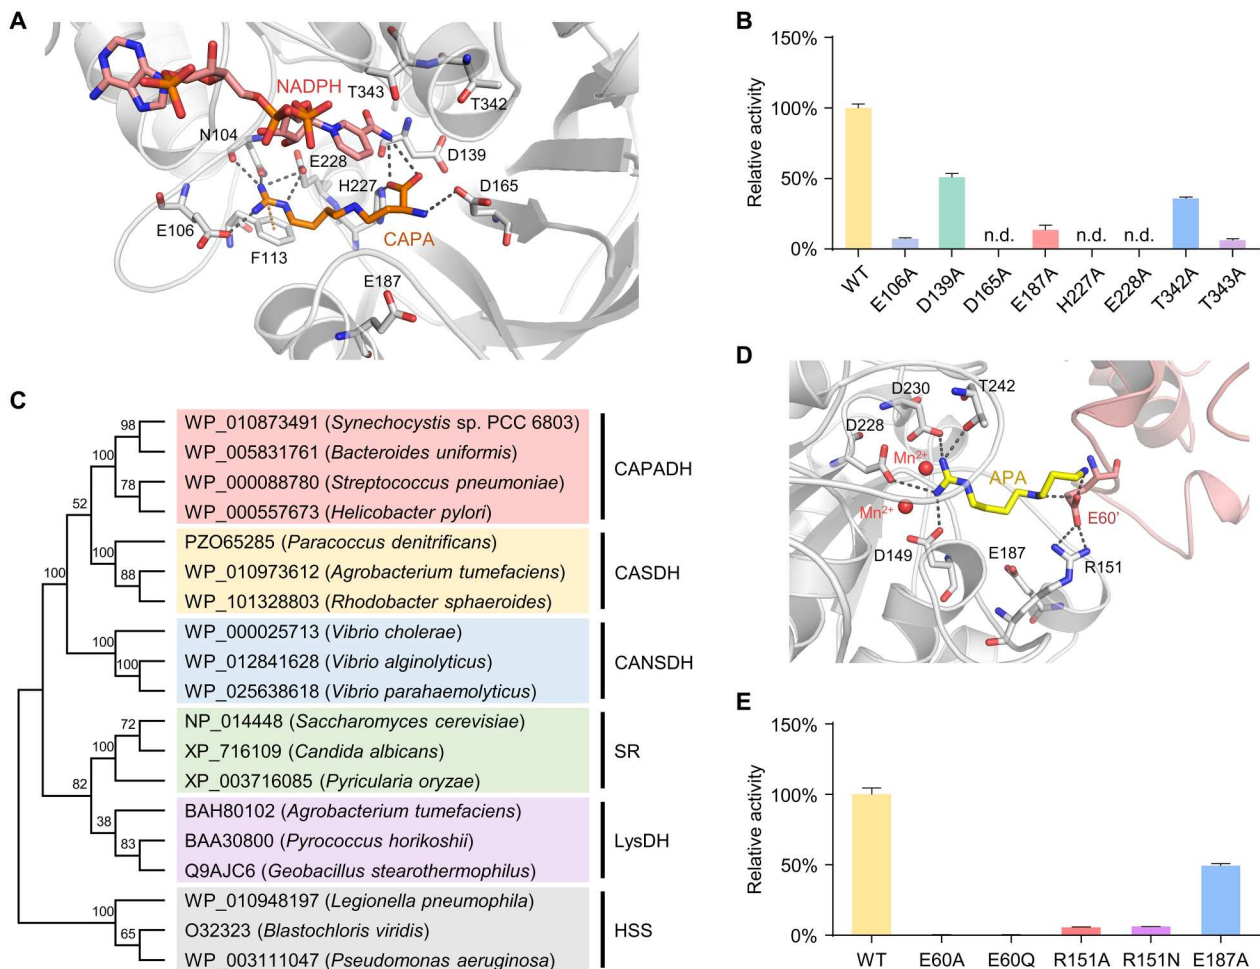 A
NADPH
T343
T342
N104
E228
D139
H227
D165
E106
F113
CAPA
E187
B
150%
100%
50%
0%
Relative activity
n.d.
n.d.
n.d.
WT
E106A
D139A
D165A
E187A
H227A
E228A
T342A
T343A
C
98
100
78
52
100
88
100
100
100
72
100
82
38
83
100
65
WP_010873491 (Synechocystis sp. PCC 6803)
WP_005831761 (Bacteroides uniformis)
WP_000088780 (Streptococcus pneumoniae)
WP_000557673 (Helicobacter pylori)
CAPADH
PZO65285 (Paracoccus denitrificans)
WP_010973612 (Agrobacterium tumefaciens)
WP_101328803 (Rhodobacter sphaeroides)
CASDH
WP_000025713 (Vibrio cholerae)
WP_012841628 (Vibrio alginolyticus)
WP_025638618 (Vibrio parahaemolyticus)
CANSDH
NP_014448 (Saccharomyces cerevisiae)
XP_716109 (Candida albicans)
XP_003716085 (Pyricularia oryzae)
SR
BAH80102 (Agrobacterium tumefaciens)
BAA30800 (Pyrococcus horikoshii)
Q9AJC6 (Geobacillus stearothermophilus)
LysDH
WP_010948197 (Legionella pneumophila)
O32323 (Blastochloris viridis)
WP_003111047 (Pseudomonas aeruginosa)
HSS
D
D230
T242
D228
Mn²⁺
APA
Mn²⁺
E60'
D149
E187
R151
E
150%
100%
50%
0%
Relative activity
WT
E60A
E60Q
R151A
R151N
E187A